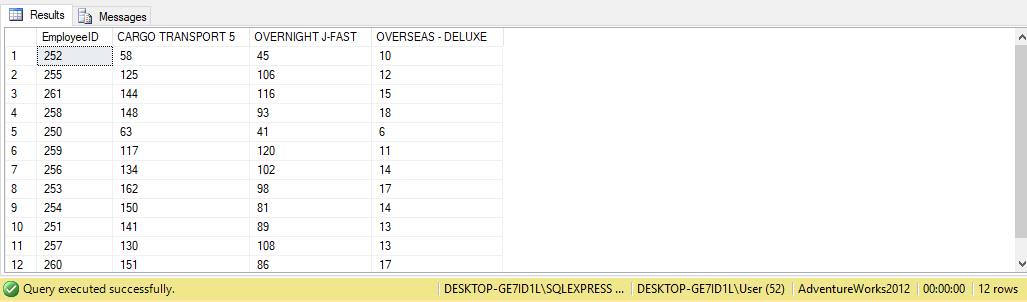 Results Messages
EmployeeID CARGO TRANSPORT 5 OVERNIGHT J-FAST OVERSEAS - DELUXE
1 252 58 45 10
2 255 125 106 12
3 261 144 116 15
4 258 148 93 18
5 250 63 41 6
6 259 117 120 11
7 256 134 102 14
8 253 162 98 17
9 254 150 81 14
10 251 141 89 13
11 257 130 108 13
12 260 151 86 17
Query executed successfully. DESKTOP-GE7ID1L\SQLEXPRESS ... DESKTOP-GE7ID1L\User (52) AdventureWorks2012 00:00:00 12 rows